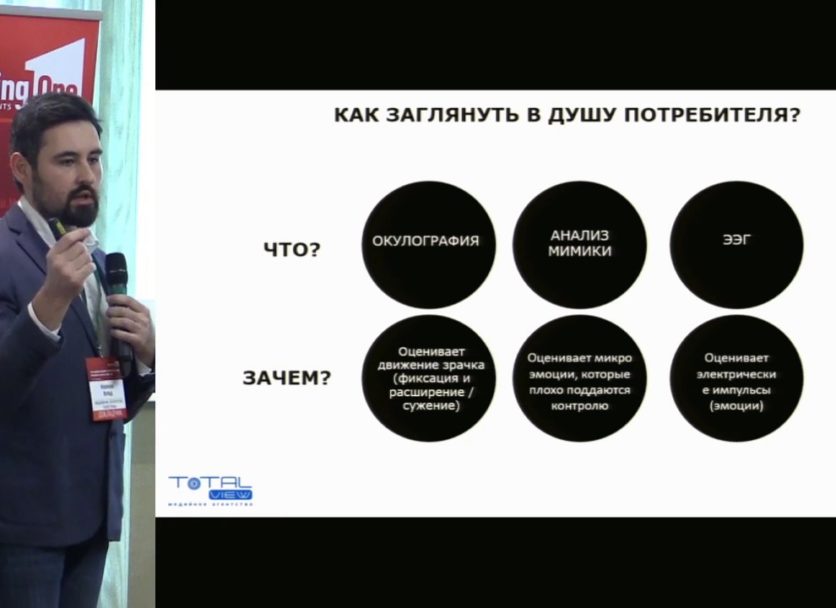 ing One
NTS
КАК ЗАГЛЯНУТЬ В ДУШУ ПОТРЕБИТЕЛЯ?
ЧТО?
ОКУЛОГРАФИЯ
АНАЛИЗ
МИМИКИ
ЭЭГ
ЗАЧЕМ?
Оценивает
движение зрачка
(фиксация и
расширение /
сужение)
Оценивает микро
эмоции, которые
плохо поддаются
контролю
Оценивает
электрически
е импульсы
(эмоции)
TOTAL
VIEW
медийное агентство